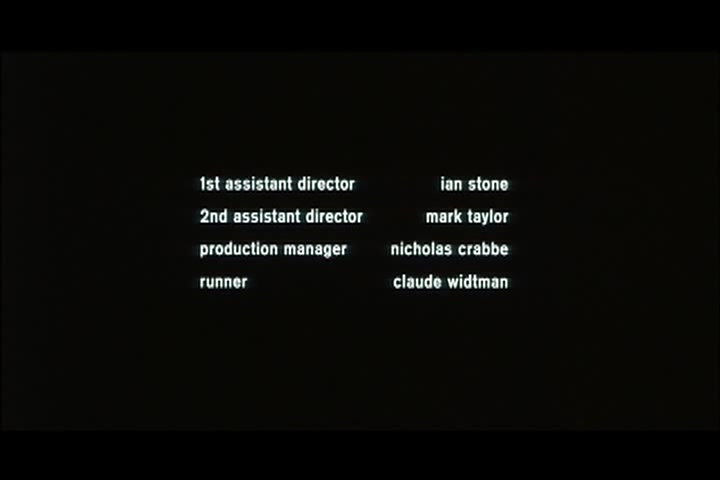 1st assistant director ian stone
2nd assistant director mark taylor
production manager nicholas crabbe
runner claude widtman